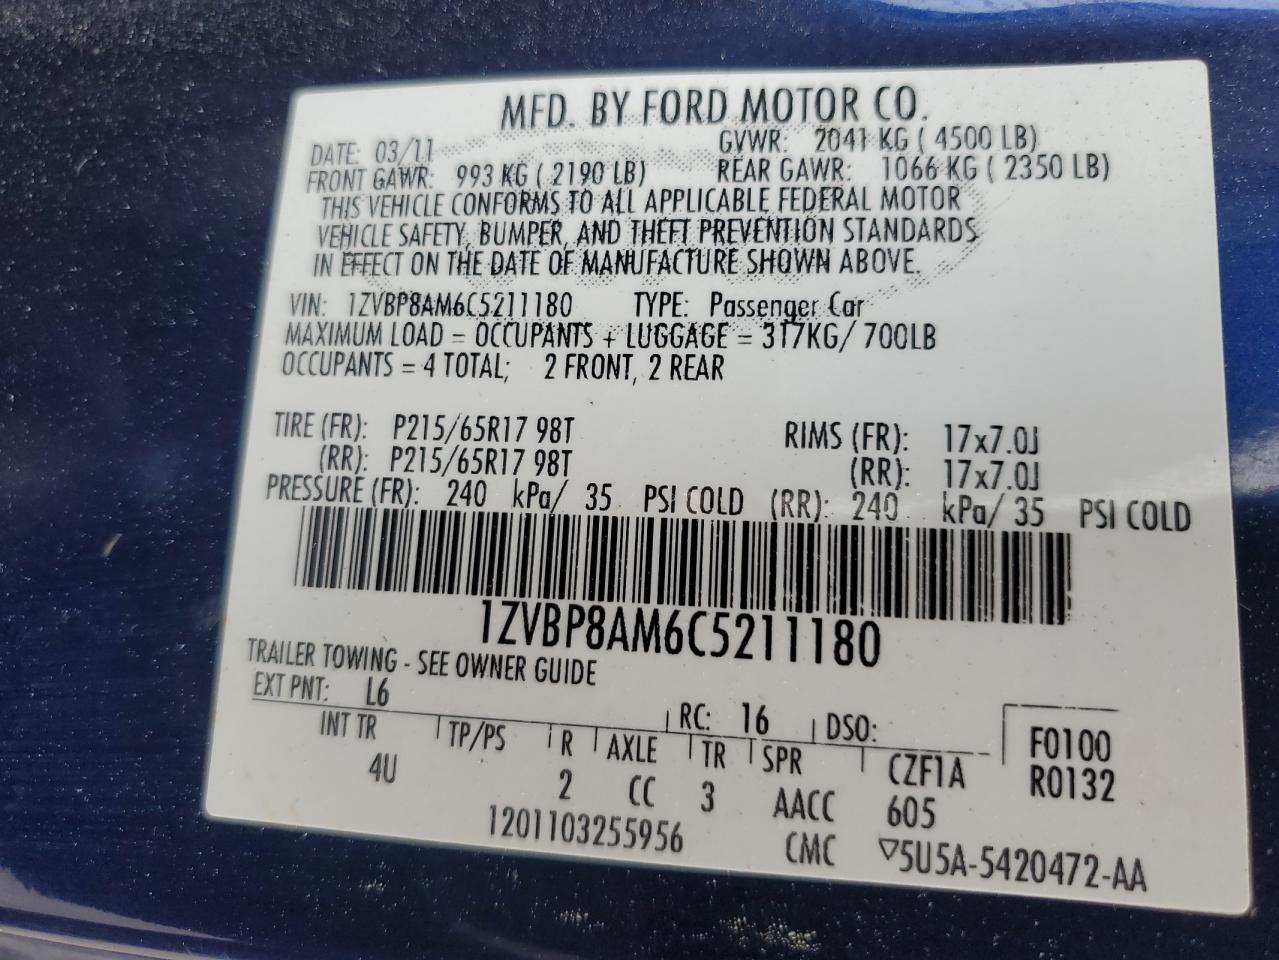 MFD. BY FORD MOTOR CO.
DATE: 03/11 GVWR: 2041 KG ( 4500 LB)
FRONT GAWR: 993 KG ( 2190 LB) REAR GAWR: 1066 KG ( 2350 LB)
THIS VEHICLE CONFORMS TO ALL APPLICABLE FEDERAL MOTOR
VEHICLE SAFETY, BUMPER, AND THEFT PREVENTION STANDARDS
IN EFFECT ON THE DATE OF MANUFACTURE SHOWN ABOVE.
VIN: 1ZVBP8AM6C5211180 TYPE: Passenger Car
MAXIMUM LOAD = OCCUPANTS + LUGGAGE = 317KG/ 700LB
OCCUPANTS = 4 TOTAL; 2 FRONT, 2 REAR
TIRE (FR): P215/65R17 98T RIMS (FR): 17x7.0J
(RR): P215/65R17 98T (RR): 17x7.0J
PRESSURE (FR): 240 kPa/ 35 PSI COLD (RR): 240 kPa/ 35 PSI COLD
1ZVBP8AM6C5211180
TRAILER TOWING - SEE OWNER GUIDE
EXT PNT: L6 RC: 16 DSO: F0100
INT TR TP/PS R AXLE TR SPR CZF1A R0132
4U 2 CC 3 AACC 605
1201103255956 CMC ▽5U5A-5420472-AA